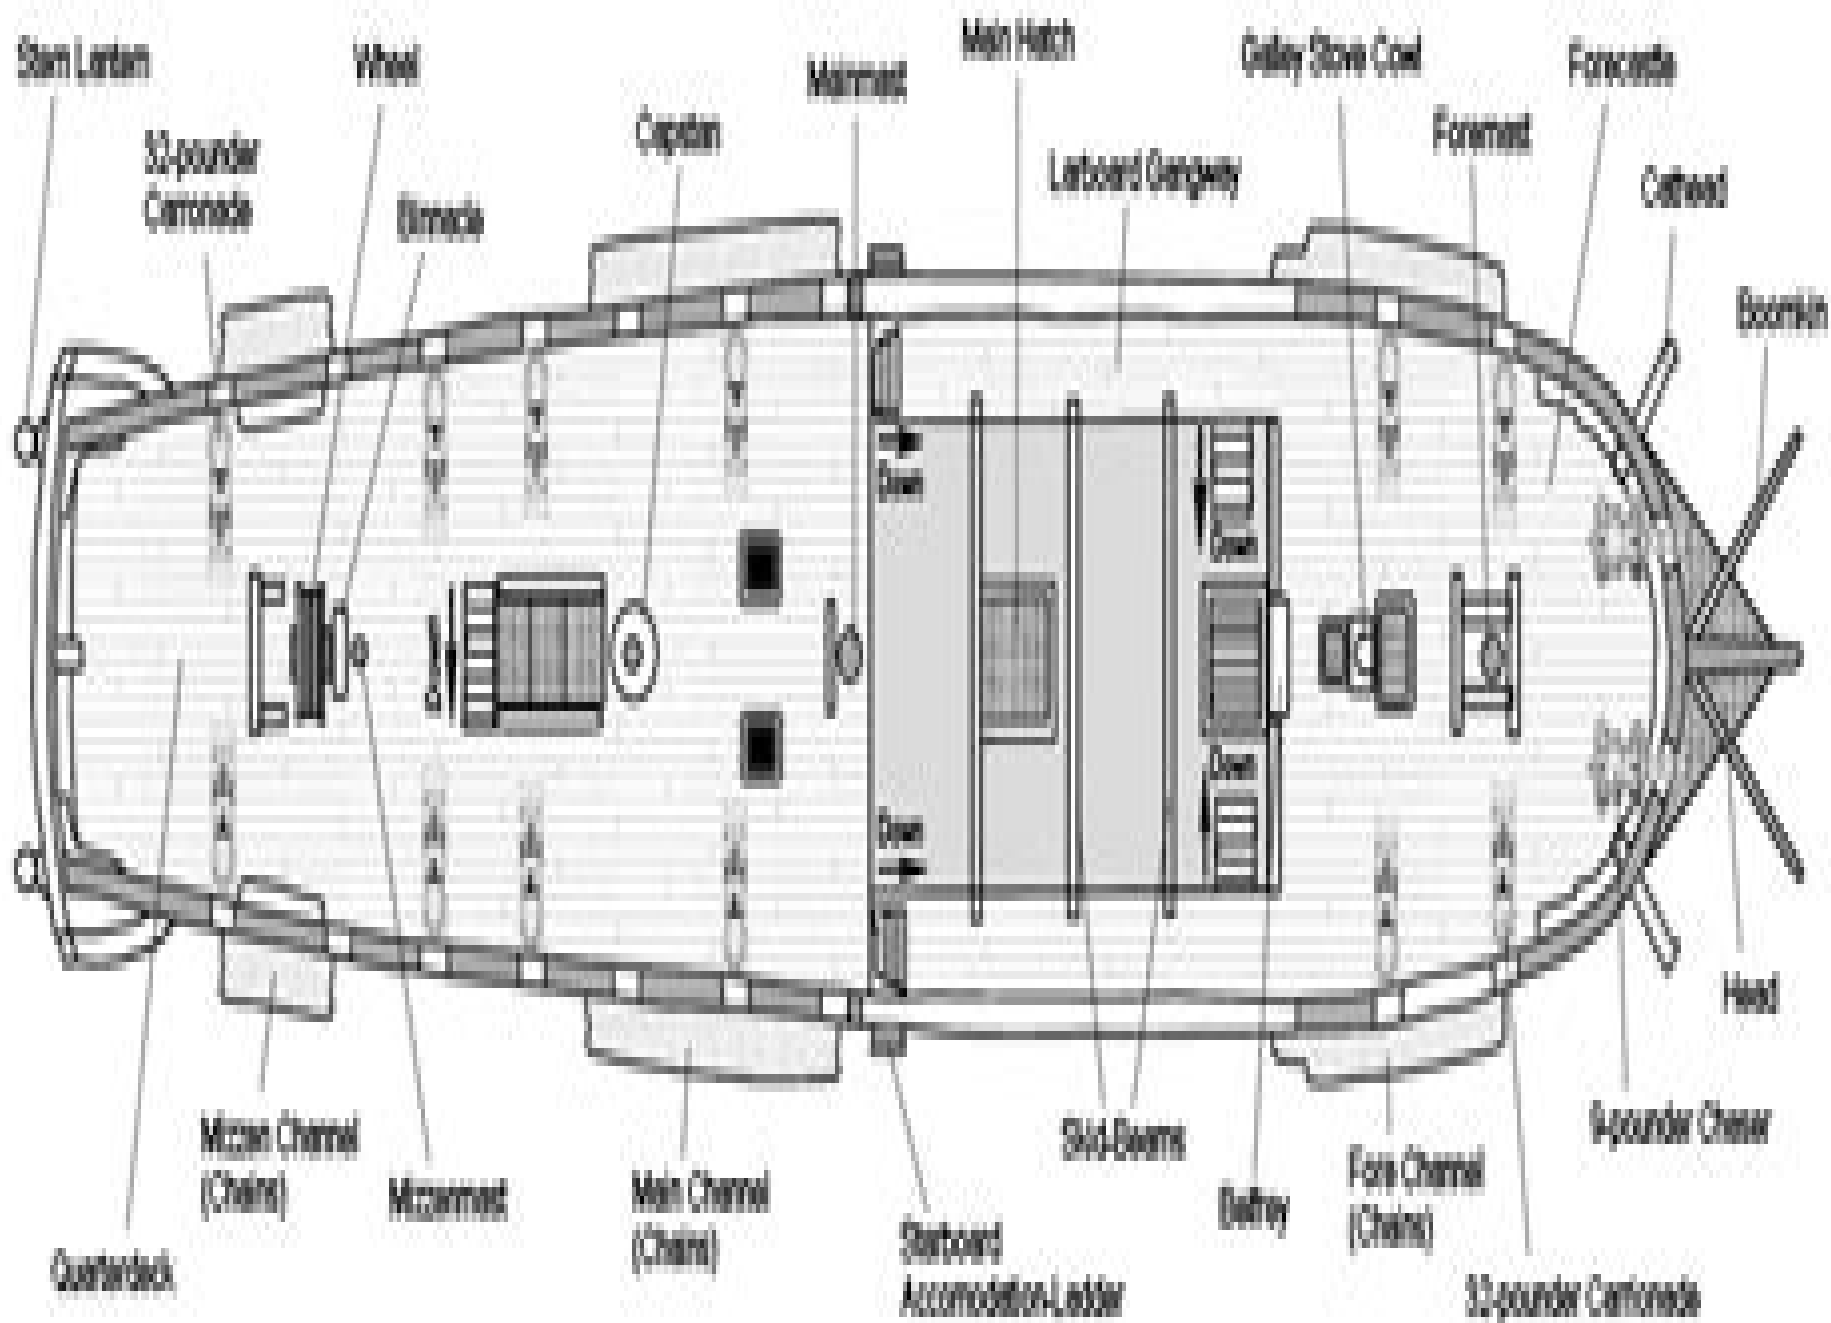 Stern Lantern
Wheel
Mainmast
Main Hatch
Galley Stove Cowl
Forecastle
32-pounder
Carronade
Binnacle
Capstan
Larboard Gangway
Foremast
Cathead
Boomkin
Down
Down
Up
Down
Down
Head
Mizzen Channel
(Chains)
Mizzenmast
Quarterdeck
Main Channel
(Chains)
Starboard
Accomodation-Ladder
Skid-Beams
Belfrey
Fore Channel
(Chains)
9-pounder Chaser
32-pounder Carronade